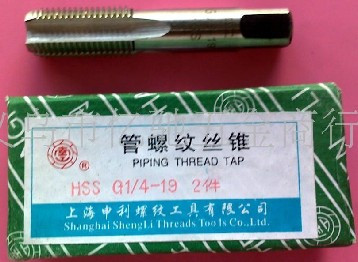 管螺纹丝锥
PIPING THREAD TAP
HSS G1/4-19 2件
上海申利螺纹工具有限公司
Shanghai ShengLi Threads Tools Co.Ltd
®